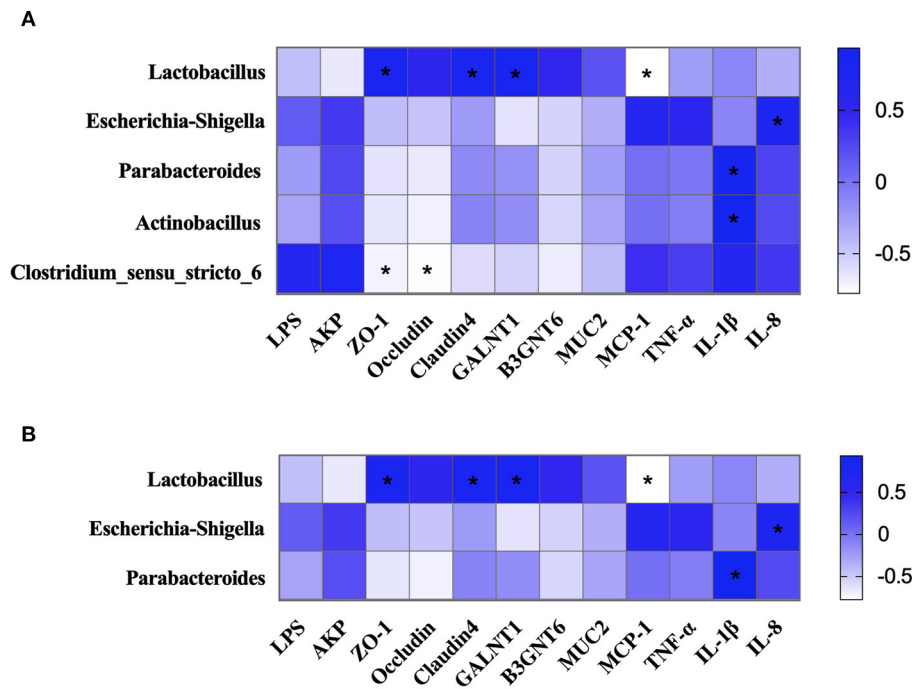 A
Lactobacillus
* * * *
Escherichia-Shigella
*
Parabacteroides
*
Actinobacillus
*
Clostridium_sensu_stricto_6
* *
0.5
0
-0.5
LPS
AKP
ZO-1
Occludin
Claudin4
GALNT1
B3GNT6
MUC2
MCP-1
TNF-α
IL-1β
IL-8
B
Lactobacillus
* * * *
Escherichia-Shigella
*
Parabacteroides
*
0.5
0
-0.5
LPS
AKP
ZO-1
Occludin
Claudin4
GALNT1
B3GNT6
MUC2
MCP-1
TNF-α
IL-1β
IL-8